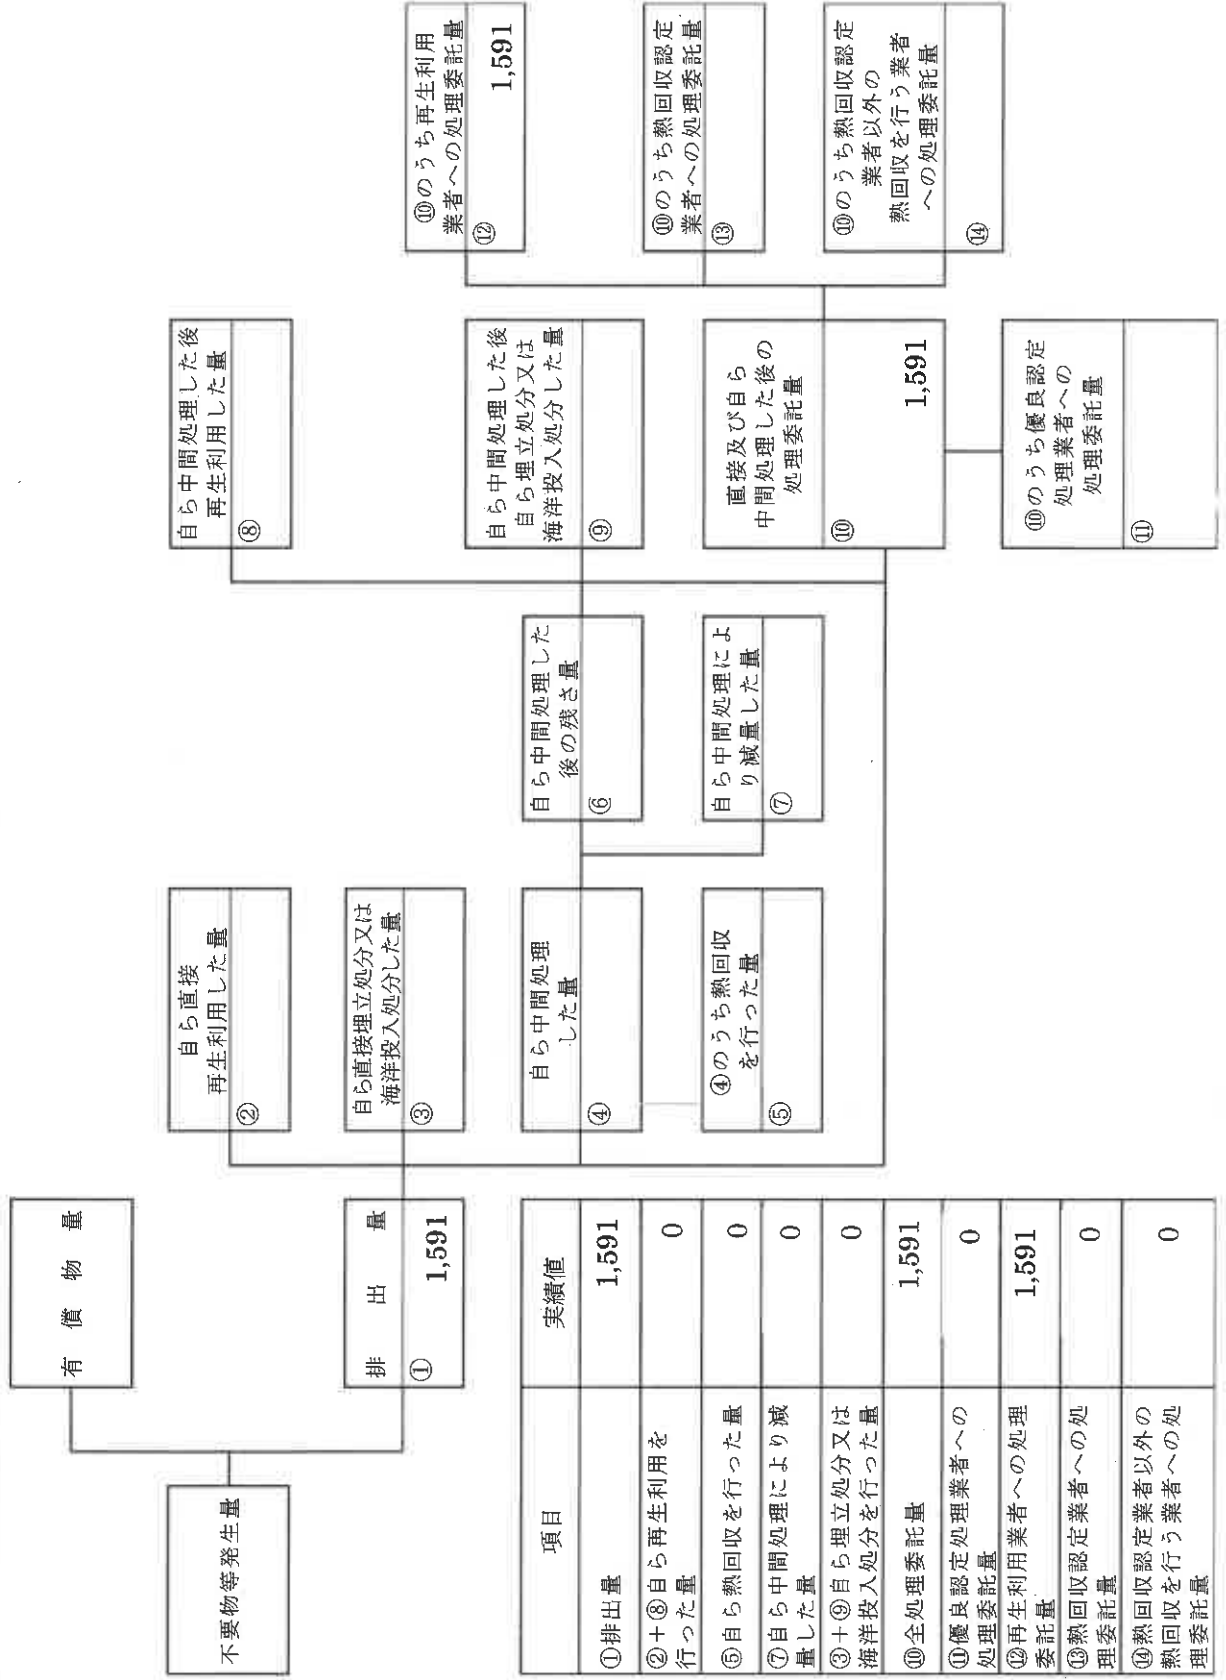 不要物等発生量
有償物量
排出量
①
1,591
自ら直接
再生利用した量
②
自ら直接埋立処分又は
海洋投入処分した量
③
自ら中間処理
した量
④
④のうち熱回収
を行った量
⑤
自ら中間処理した
後の残さ量
⑥
自ら中間処理によ
り減量した量
⑦
自ら中間処理した後
再生利用した量
⑧
自ら中間処理した後
自ら埋立処分又は
海洋投入処分した量
⑨
直接及び自ら
中間処理した後の
処理委託量
⑩
1,591
⑩のうち優良認定
処理業者への
処理委託量
⑪
⑩のうち再生利用
業者への処理委託量
⑫
1,591
⑩のうち熱回収認定
業者への処理委託量
⑬
⑩のうち熱回収認定
業者以外の
熱回収を行う業者
への処理委託量
⑭
項目 実績値
①排出量 1,591
②+⑧自ら再生利用を
行った量 0
⑤自ら熱回収を行った量 0
⑦自ら中間処理により減
量した量 0
③+⑨自ら埋立処分又は
海洋投入処分を行った量 0
⑩全処理委託量 1,591
⑪優良認定処理業者への
処理委託量 0
⑫再生利用業者への処理
委託量 1,591
⑬熱回収認定業者への処
理委託量 0
⑭熱回収認定業者以外の
熱回収を行う業者への処
理委託量 0